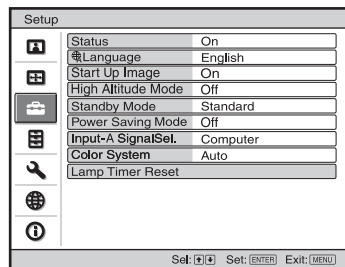 Setup
Status On
Language English
Start Up Image On
High Altitude Mode Off
Standby Mode Standard
Power Saving Mode Off
Input-A SignalSel. Computer
Color System Auto
Lamp Timer Reset
Sel: Set: ENTER Exit: MENU